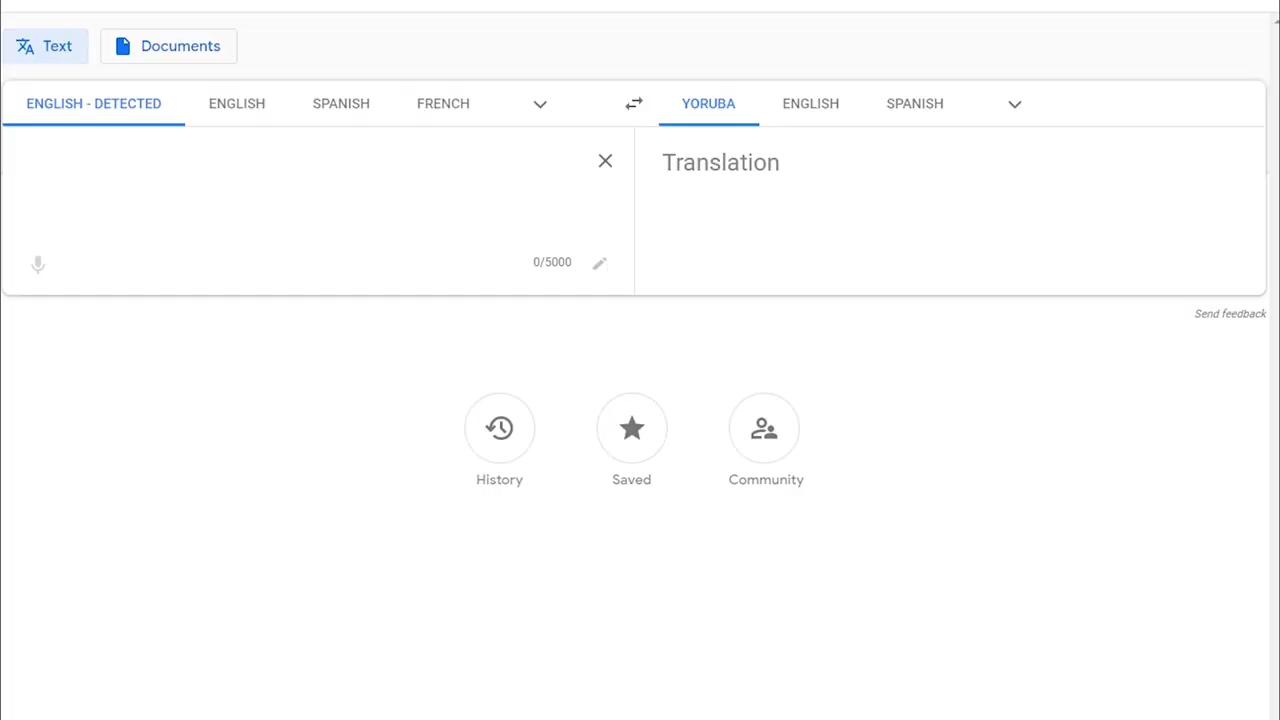 Text Documents
ENGLISH - DETECTED ENGLISH SPANISH FRENCH YORUBA ENGLISH SPANISH
Translation
0/5000
Send feedback
History Saved Community